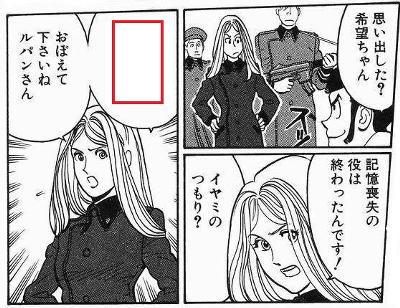 思い出した?
希望ちゃん
ズッ
記憶喪失の
役は
終わったんです!
イヤミの
つもり?
おぼえて
下さいね
ルパンさん